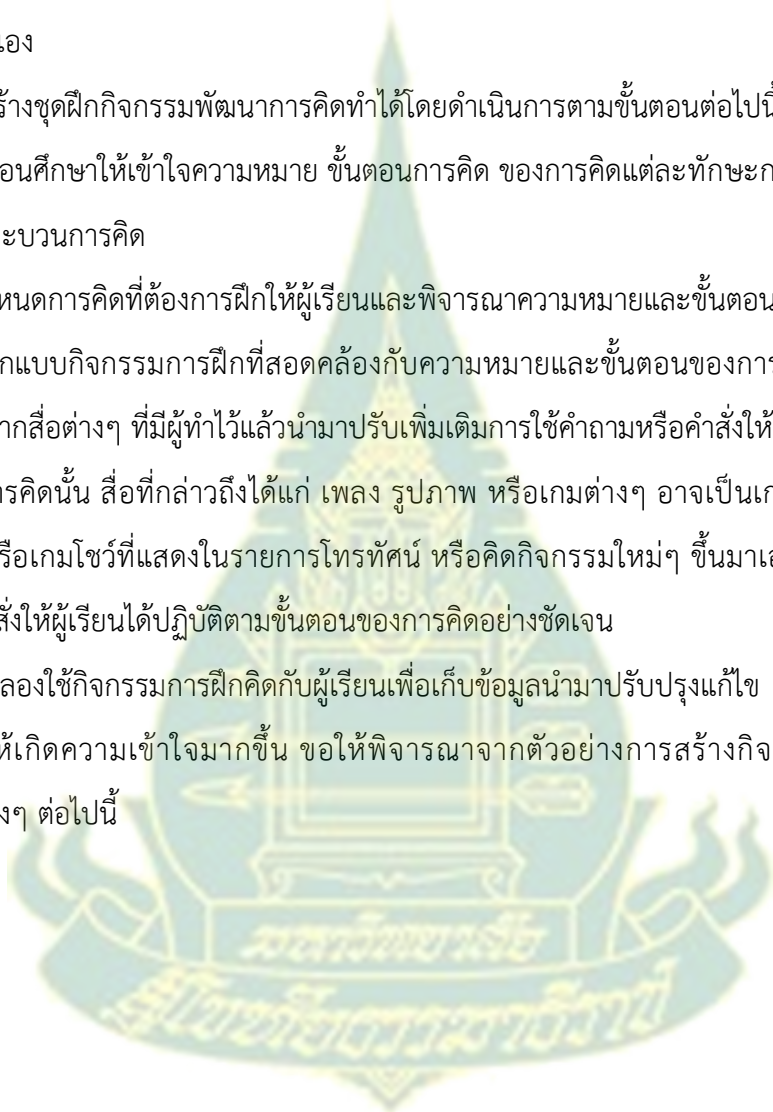 เอง
ร้างชุดฝึกกิจกรรมพัฒนาการคิดทำได้โดยดำเนินการตามขั้นตอนต่อไปนี้
อนศึกษาให้เข้าใจความหมาย ขั้นตอนการคิด ของการคิดแต่ละทักษะก
ะบวนการคิด
หนดการคิดที่ต้องการฝึกให้ผู้เรียนและพิจารณาความหมายและขั้นตอน
กแบบกิจกรรมการฝึกที่สอดคล้องกับความหมายและขั้นตอนของการ
ากสื่อต่างๆ ที่มีผู้ทำไว้แล้วนำมาปรับเพิ่มเติมการใช้คำถามหรือคำสั่งให้
ารคิดนั้น สื่อที่กล่าวถึงได้แก่ เพลง รูปภาพ หรือเกมต่างๆ อาจเป็นเก
รือเกมโชว์ที่แสดงในรายการโทรทัศน์ หรือคิดกิจกรรมใหม่ๆ ขึ้นมาเอ
สั่งให้ผู้เรียนได้ปฏิบัติตามขั้นตอนของการคิดอย่างชัดเจน
ลองใช้กิจกรรมการฝึกคิดกับผู้เรียนเพื่อเก็บข้อมูลนำมาปรับปรุงแก้ไข
ห้เกิดความเข้าใจมากขึ้น ขอให้พิจารณาจากตัวอย่างการสร้างกิจ
งๆ ต่อไปนี้
มหาวิทยาลัย
สุโขทัยธรรมาธิราช